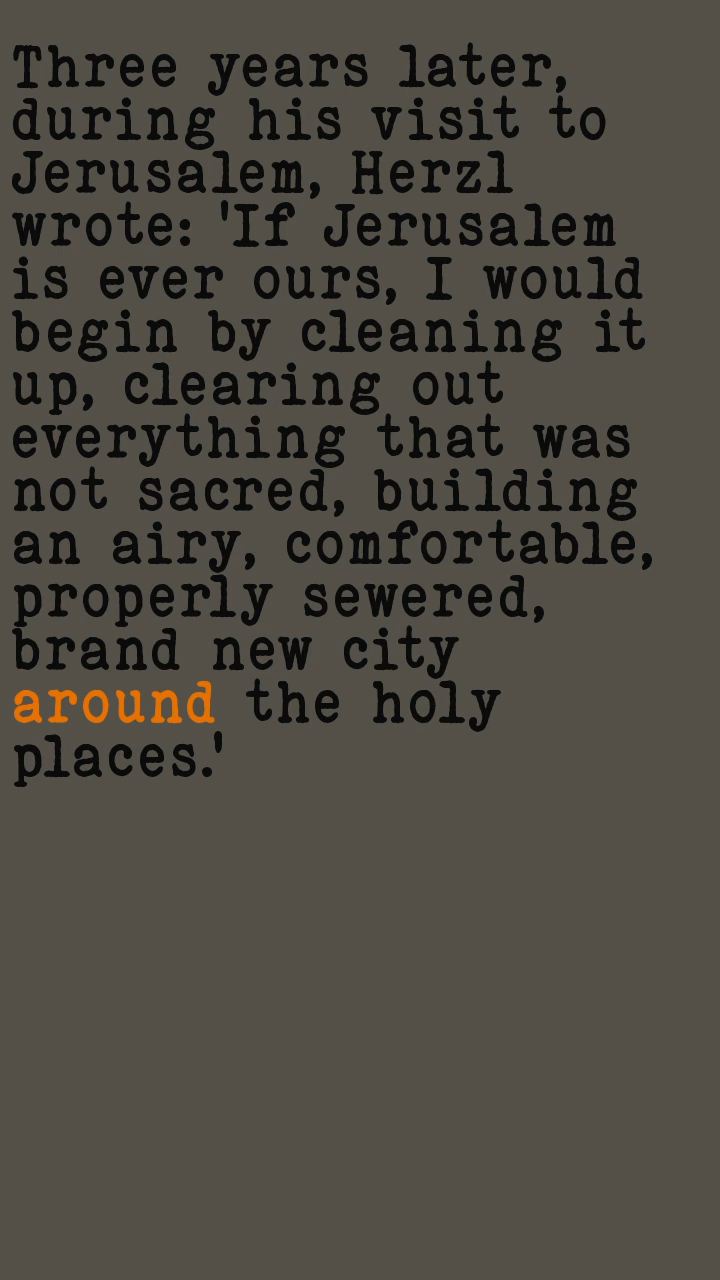 Three years later,
during his visit to
Jerusalem, Herzl
wrote: 'If Jerusalem
is ever ours, I would
begin by cleaning it
up, clearing out
everything that was
not sacred, building
an airy, comfortable,
properly sewered,
brand new city
around the holy
places.'